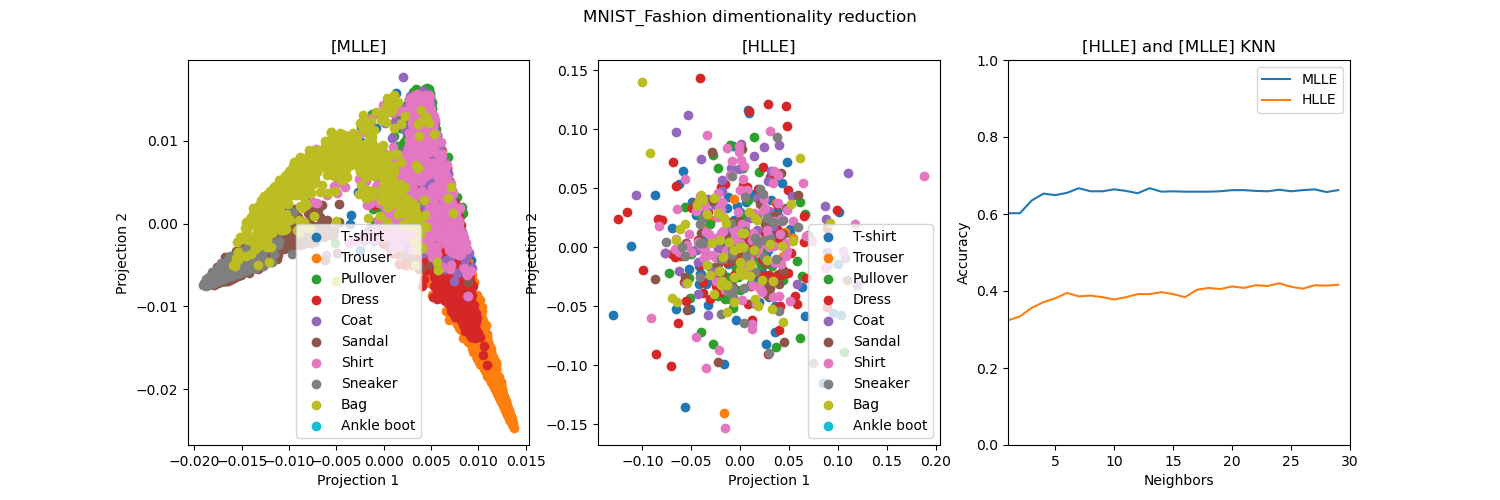 MNIST_Fashion dimentionality reduction
[MLLE]
Projection 2
0.01
0.00
−0.01
−0.02
−0.020
−0.015
−0.010
−0.005
0.000
0.005
0.010
0.015
Projection 1
T-shirt
Trouser
Pullover
Dress
Coat
Sandal
Shirt
Sneaker
Bag
Ankle boot
[HLLE]
Projection 2
0.15
0.10
0.05
0.00
−0.05
−0.10
−0.15
−0.10
−0.05
0.00
0.05
0.10
0.15
0.20
Projection 1
T-shirt
Trouser
Pullover
Dress
Coat
Sandal
Shirt
Sneaker
Bag
Ankle boot
[HLLE] and [MLLE] KNN
Accuracy
1.0
0.8
0.6
0.4
0.2
0.0
5
10
15
20
25
30
Neighbors
MLLE
HLLE